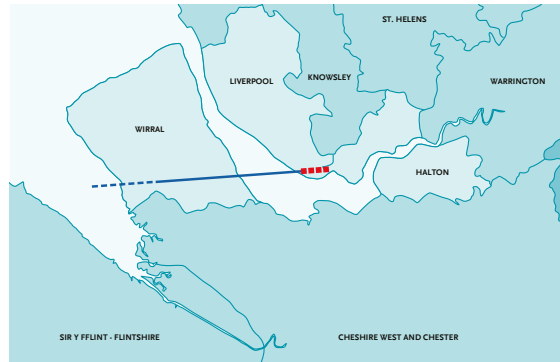 ST. HELENS
LIVERPOOL
KNOWSLEY
WARRINGTON
WIRRAL
HALTON
SIR Y FFLINT - FLINTSHIRE
CHESHIRE WEST AND CHESTER